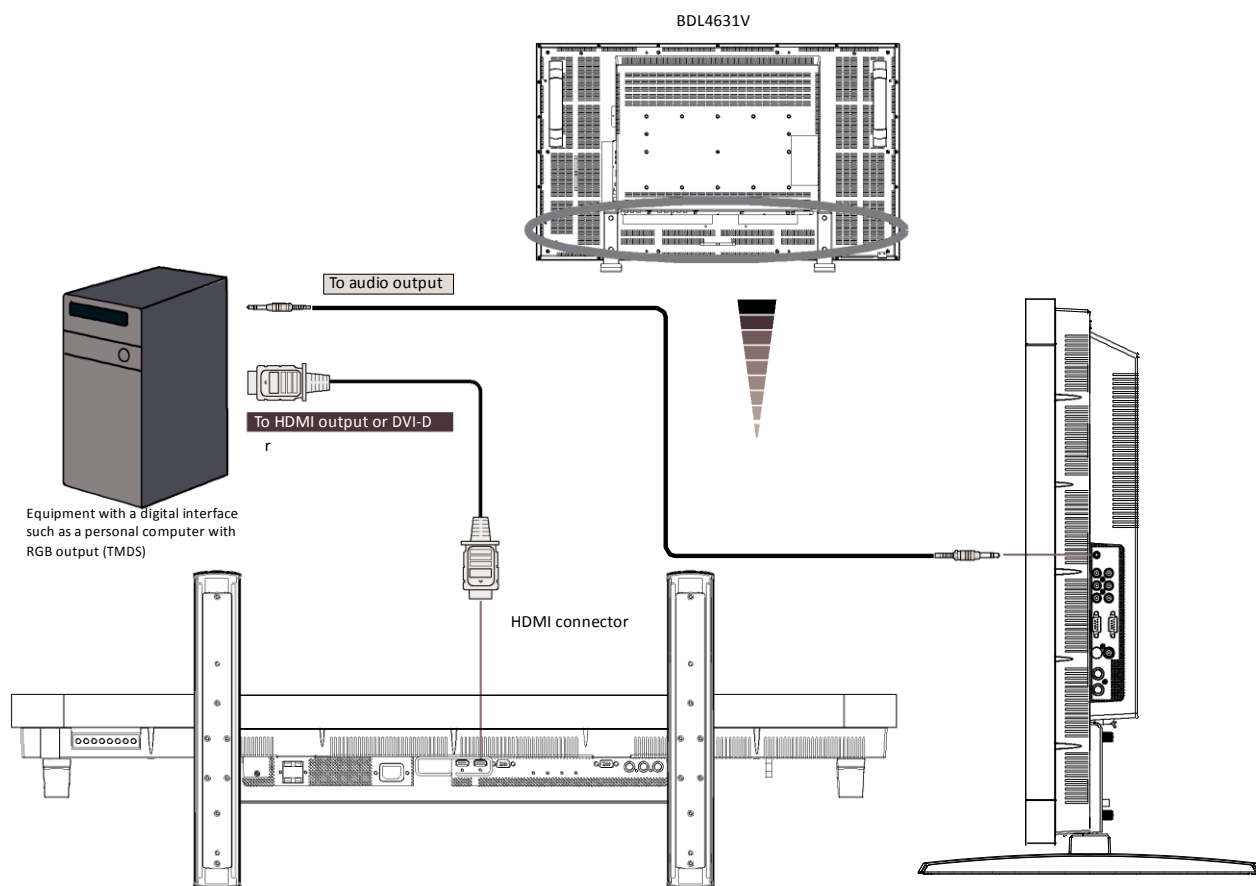 BDL4631V
To audio output
To HDMI output or DVI-D
r
Equipment with a digital interface
such as a personal computer with
RGB output (TMDS)
HDMI connector